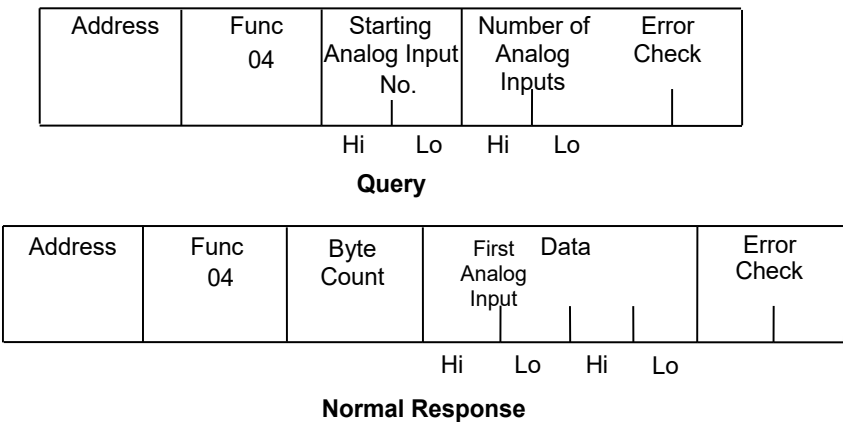 Address Func Starting Number of Error
04 Analog Input Analog Check
No. Inputs
Hi Lo Hi Lo
Query
Address Func Byte First Data Error
04 Count Analog Check
Input
Hi Lo Hi Lo
Normal Response